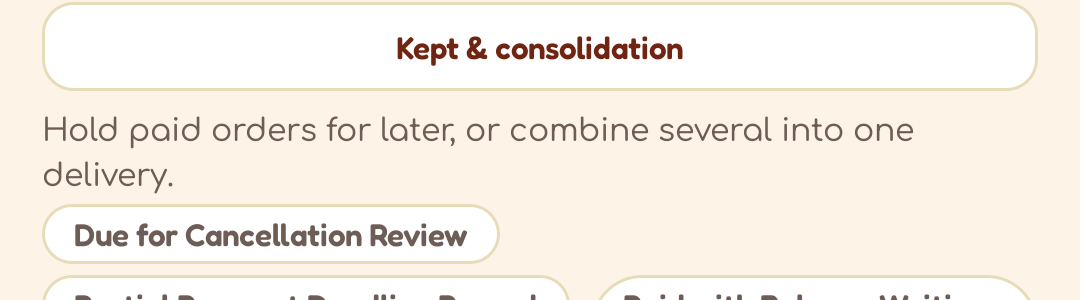 Kept & consolidation
Hold paid orders for later, or combine several into one
delivery.
Due for Cancellation Review